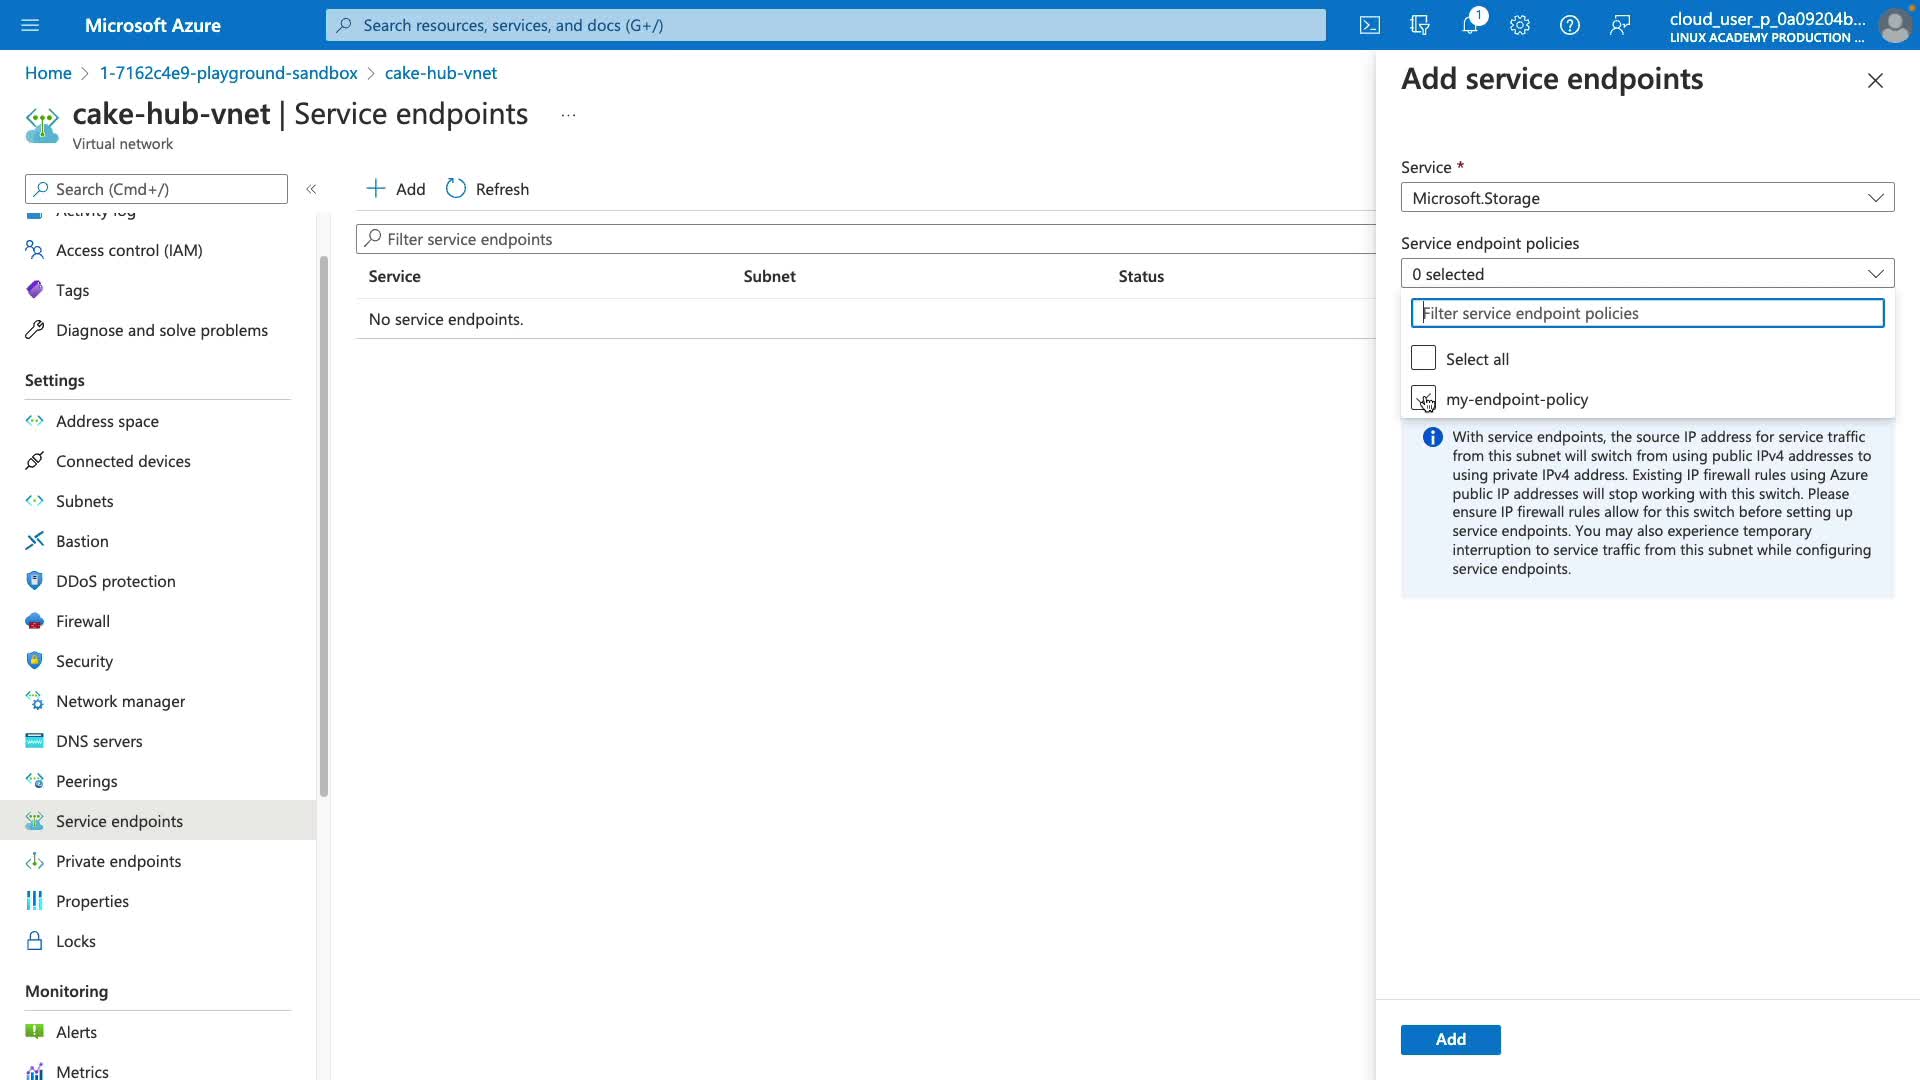 Microsoft Azure
Search resources, services, and docs (G+/)
1
cloud_user_p_0a09204b...
LINUX ACADEMY PRODUCTION ...
Home > 1-7162c4e9-playground-sandbox > cake-hub-vnet
cake-hub-vnet | Service endpoints ...
Virtual network
Search (Cmd+/)
«
Activity log
Access control (IAM)
Tags
Diagnose and solve problems
Settings
Address space
Connected devices
Subnets
Bastion
DDoS protection
Firewall
Security
Network manager
DNS servers
Peerings
Service endpoints
Private endpoints
Properties
Locks
Monitoring
Alerts
Metrics
Add
Refresh
Filter service endpoints
Service Subnet Status
No service endpoints.
Add service endpoints
Service *
Microsoft.Storage
Service endpoint policies
0 selected
Filter service endpoint policies
Select all
my-endpoint-policy
With service endpoints, the source IP address for service traffic
from this subnet will switch from using public IPv4 addresses to
using private IPv4 address. Existing IP firewall rules using Azure
public IP addresses will stop working with this switch. Please
ensure IP firewall rules allow for this switch before setting up
service endpoints. You may also experience temporary
interruption to service traffic from this subnet while configuring
service endpoints.
Add